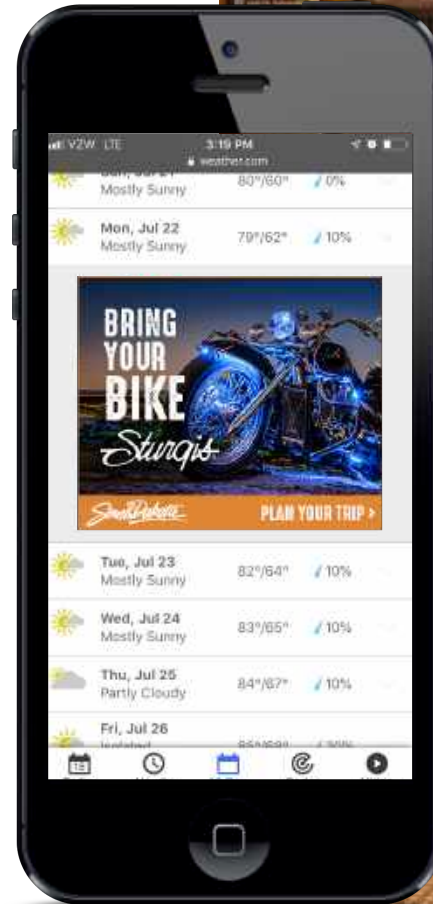 VZW LTE 3:19 PM
weather.com
Mostly Sunny 80°/60° 0%
Mon, Jul 22
Mostly Sunny 79°/62° 10%
BRING
YOUR
BIKE
Sturgis
South Dakota PLAN YOUR TRIP >
Tue, Jul 23
Mostly Sunny 82°/64° 10%
Wed, Jul 24
Mostly Sunny 83°/65° 10%
Thu, Jul 25
Partly Cloudy 84°/67° 10%
Fri, Jul 26